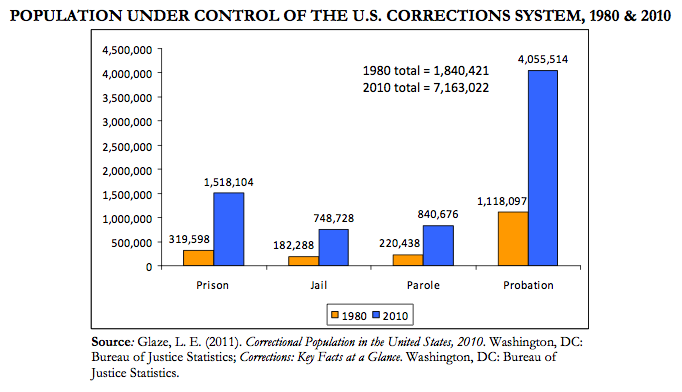 POPULATION UNDER CONTROL OF THE U.S. CORRECTIONS SYSTEM, 1980 & 2010
4,500,000
4,000,000
3,500,000
3,000,000
2,500,000
2,000,000
1,500,000
1,000,000
500,000
0
1980 total = 1,840,421
2010 total = 7,163,022
319,598
1,518,104
182,288
748,728
220,438
840,676
1,118,097
4,055,514
Prison
Jail
Parole
Probation
1980
2010
Source: Glaze, L. E. (2011). Correctional Population in the United States, 2010. Washington, DC:
Bureau of Justice Statistics; Corrections: Key Facts at a Glance. Washington, DC: Bureau of
Justice Statistics.